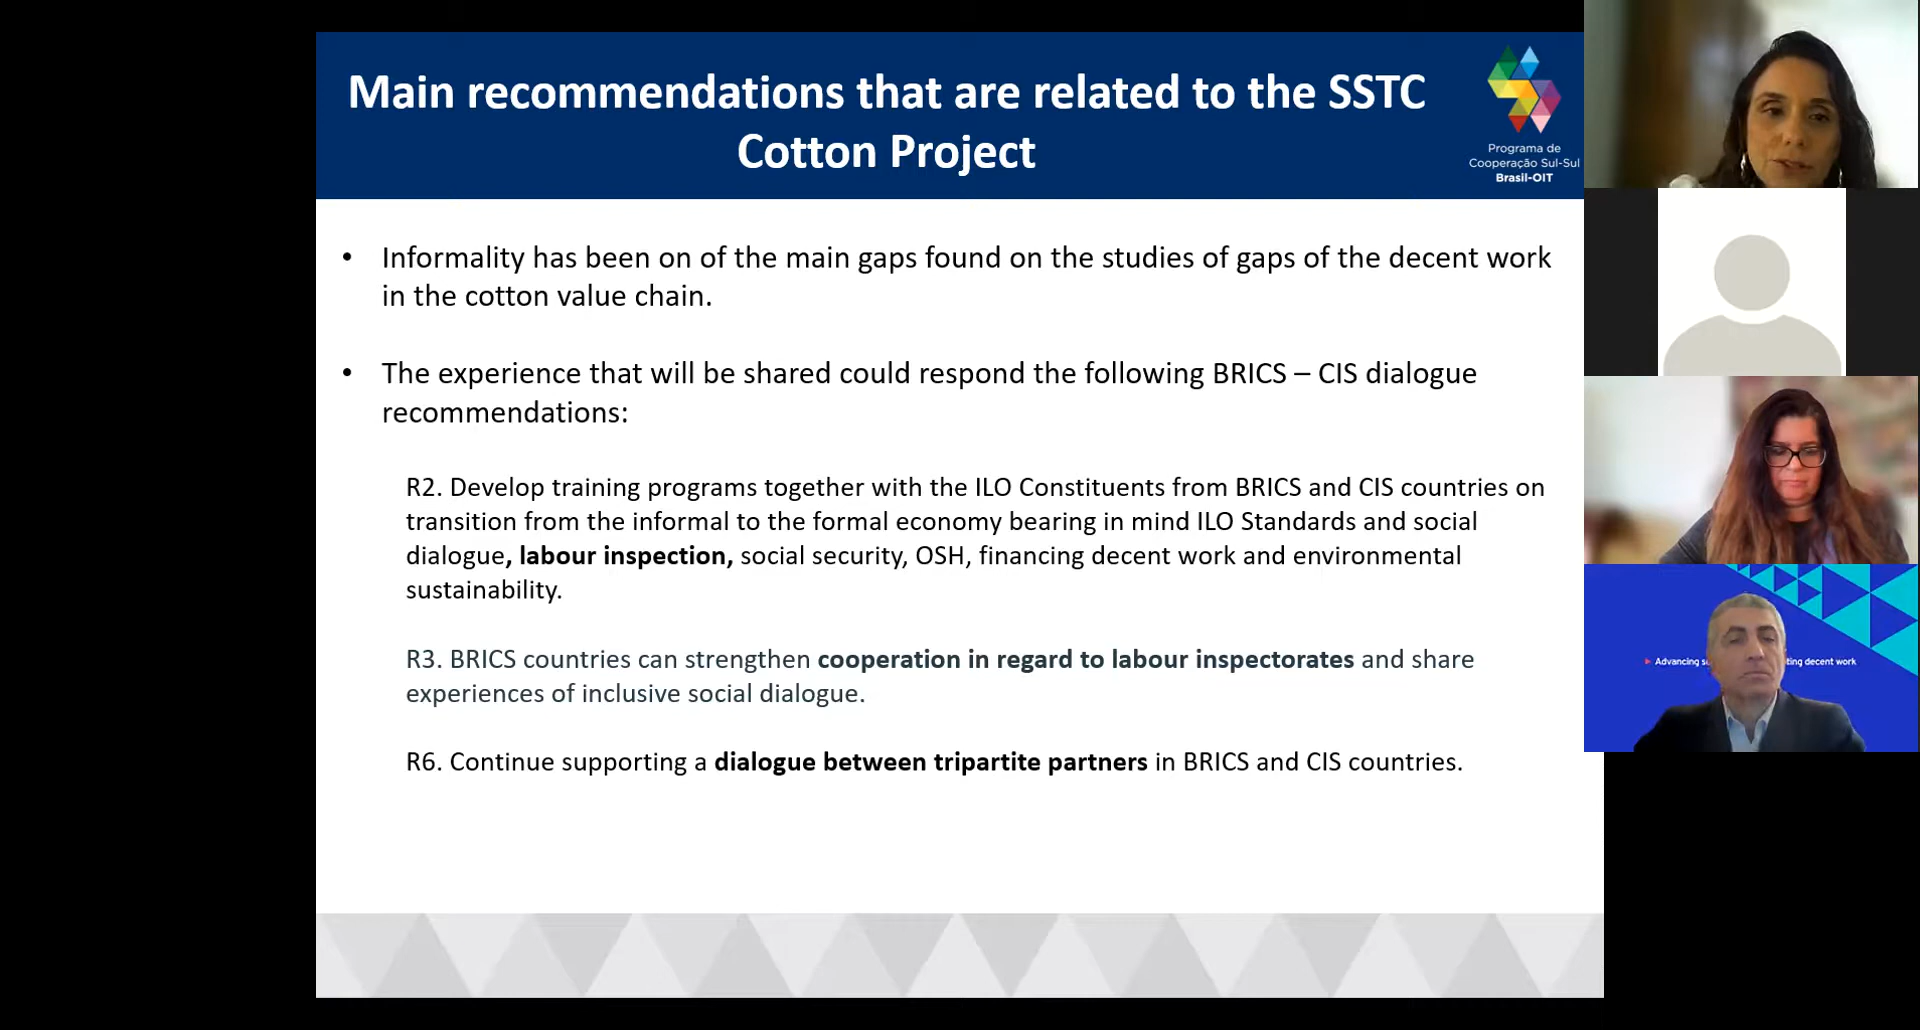 Main recommendations that are related to the SSTC
Cotton Project
Programa de
Cooperação Sul-Sul
Brasil-OIT
• Informality has been on of the main gaps found on the studies of gaps of the decent work
in the cotton value chain.
• The experience that will be shared could respond the following BRICS – CIS dialogue
recommendations:
R2. Develop training programs together with the ILO Constituents from BRICS and CIS countries on
transition from the informal to the formal economy bearing in mind ILO Standards and social
dialogue, labour inspection, social security, OSH, financing decent work and environmental
sustainability.
R3. BRICS countries can strengthen cooperation in regard to labour inspectorates and share
experiences of inclusive social dialogue.
R6. Continue supporting a dialogue between tripartite partners in BRICS and CIS countries.
Advancing decent work